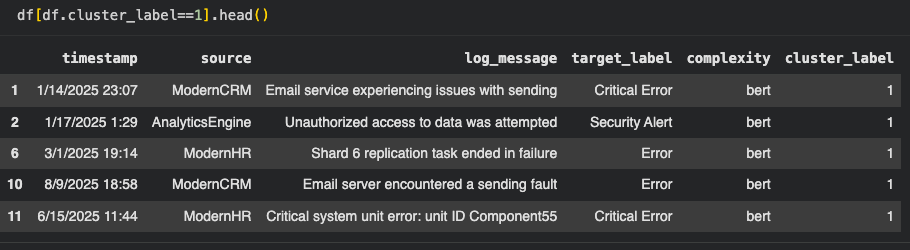 df[df.cluster_label==1].head()
timestamp source log_message target_label complexity cluster_label
1 1/14/2025 23:07 ModernCRM Email service experiencing issues with sending Critical Error bert 1
2 1/17/2025 1:29 AnalyticsEngine Unauthorized access to data was attempted Security Alert bert 1
6 3/1/2025 19:14 ModernHR Shard 6 replication task ended in failure Error bert 1
10 8/9/2025 18:58 ModernCRM Email server encountered a sending fault Error bert 1
11 6/15/2025 11:44 ModernHR Critical system unit error: unit ID Component55 Critical Error bert 1